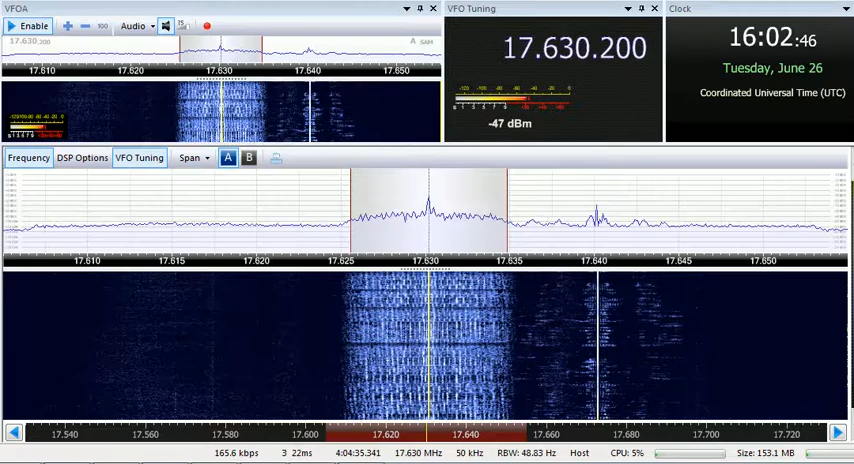 VFOA
Enable 100 Audio
17.630.200 A SAM
17.610 17.620 17.630 17.640 17.650
VFO Tuning
17.630.200
-47 dBm
Clock
16:02:46
Tuesday, June 26
Coordinated Universal Time (UTC)
Frequency DSP Options VFO Tuning Span A B
17.610 17.615 17.620 17.625 17.630 17.635 17.640 17.645 17.650
17.540 17.560 17.580 17.600 17.620 17.640 17.660 17.680 17.700 17.720
165.6 kbps 3 22ms 4:04:35.341 17.630 MHz 50 kHz RBW: 48.83 Hz Host CPU: 5% Size: 153.1 MB